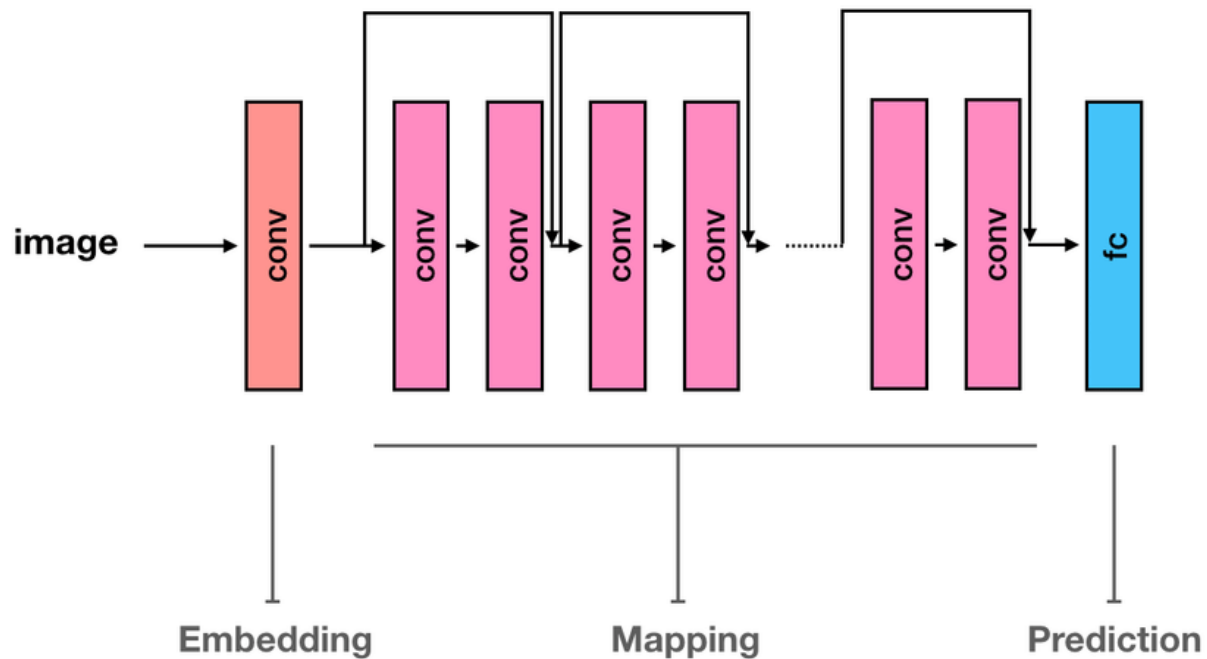 image
conv
conv
conv
conv
conv
conv
conv
fc
Embedding
Mapping
Prediction